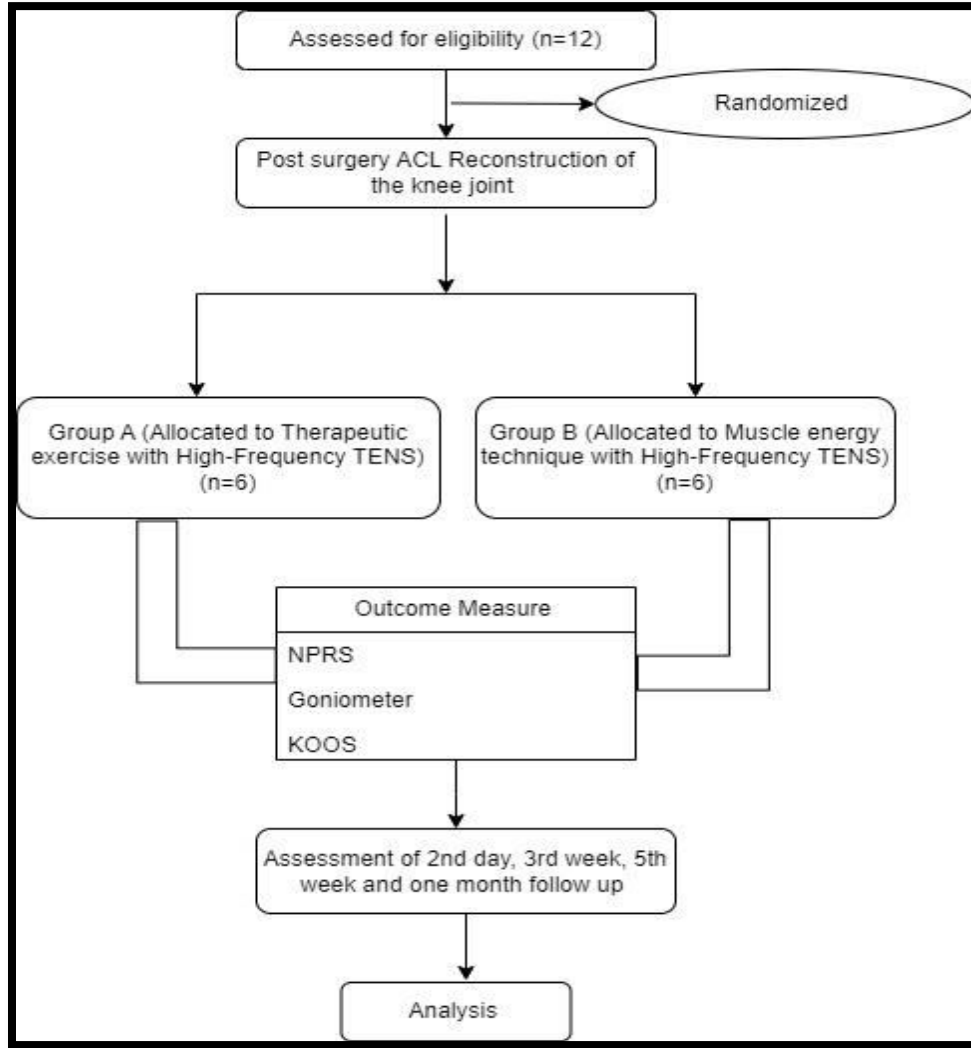 Assessed for eligibility (n=12)
Randomized
Post surgery ACL Reconstruction of
the knee joint
Group A (Allocated to Therapeutic
exercise with High-Frequency TENS)
(n=6)
Group B (Allocated to Muscle energy
technique with High-Frequency TENS)
(n=6)
Outcome Measure
NPRS
Goniometer
KOOS
Assessment of 2nd day, 3rd week, 5th
week and one month follow up
Analysis